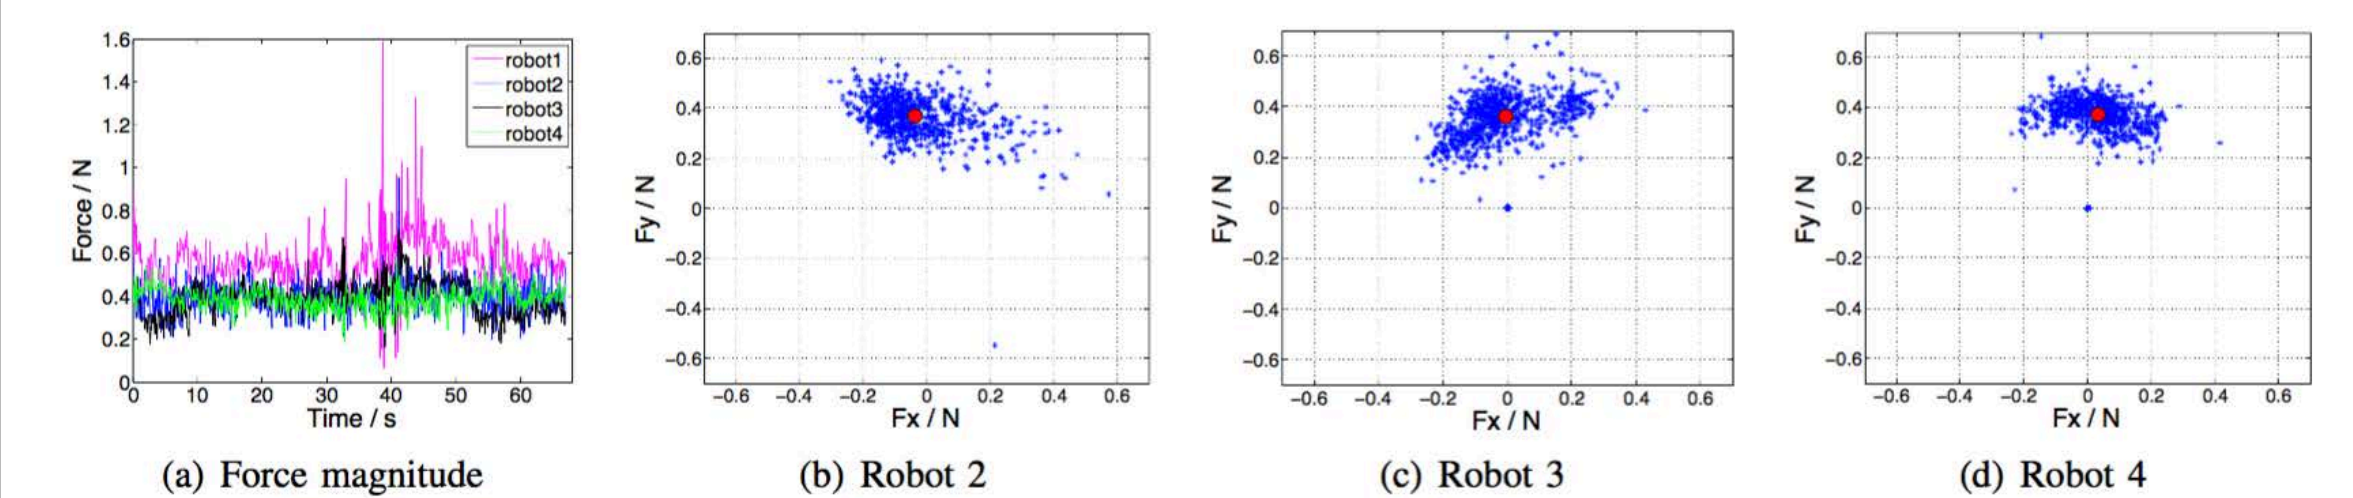 1.6
1.4
1.2
1
0.8
0.6
0.4
0.2
0
Force / N
robot1
robot2
robot3
robot4
0 10 20 30 40 50 60
Time / s
(a) Force magnitude
0.6
0.4
0.2
0
−0.2
−0.4
−0.6
Fy / N
−0.6 −0.4 −0.2 0 0.2 0.4 0.6
Fx / N
(b) Robot 2
0.6
0.4
0.2
0
−0.2
−0.4
−0.6
Fy / N
−0.6 −0.4 −0.2 0 0.2 0.4 0.6
Fx / N
(c) Robot 3
0.6
0.4
0.2
0
−0.2
−0.4
−0.6
Fy / N
−0.6 −0.4 −0.2 0 0.2 0.4 0.6
Fx / N
(d) Robot 4